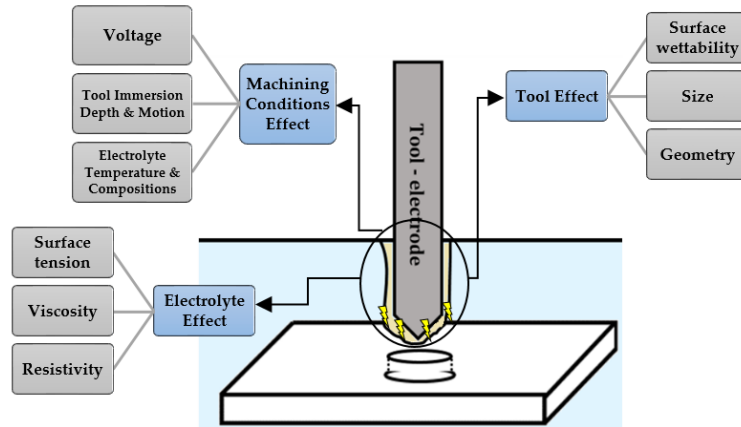 Voltage
Tool Immersion
Depth & Motion
Electrolyte
Temperature &
Compositions
Machining
Conditions
Effect
Surface
wettability
Size
Geometry
Tool Effect
Tool - electrode
Surface
tension
Viscosity
Resistivity
Electrolyte
Effect